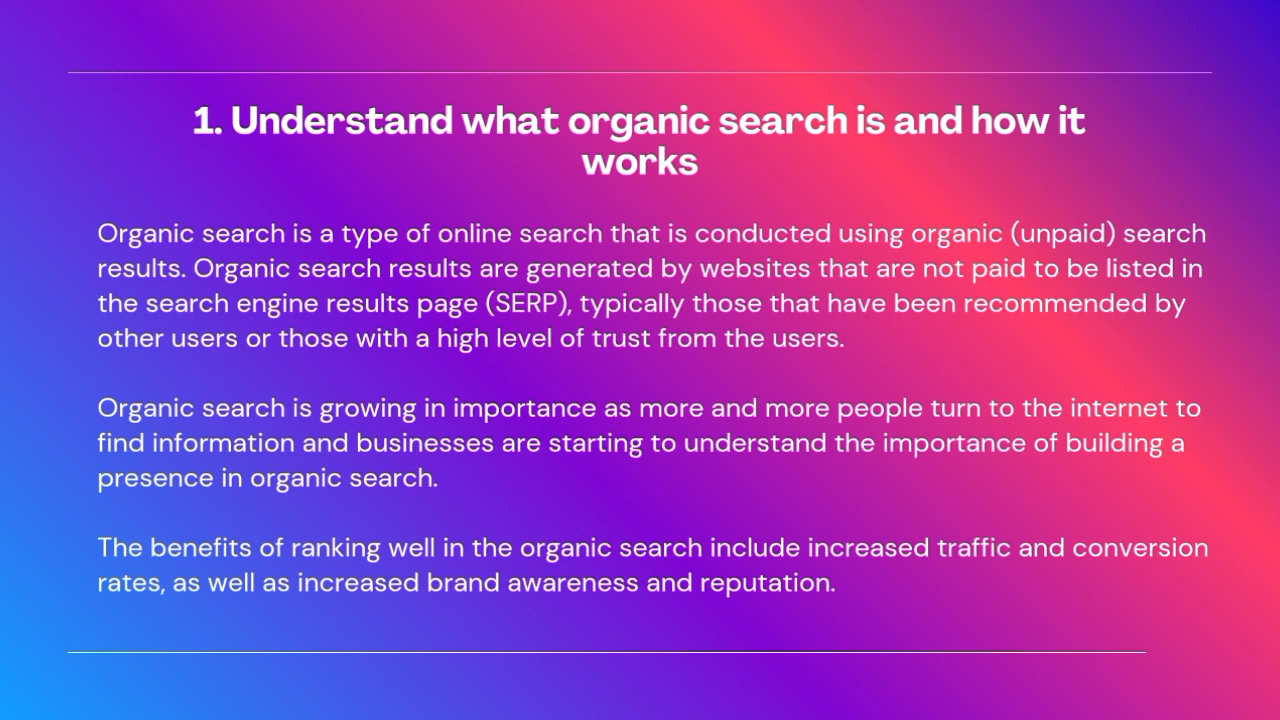 1. Understand what organic search is and how it
works
Organic search is a type of online search that is conducted using organic (unpaid) search
results. Organic search results are generated by websites that are not paid to be listed in
the search engine results page (SERP), typically those that have been recommended by
other users or those with a high level of trust from the users.
Organic search is growing in importance as more and more people turn to the internet to
find information and businesses are starting to understand the importance of building a
presence in organic search.
The benefits of ranking well in the organic search include increased traffic and conversion
rates, as well as increased brand awareness and reputation.